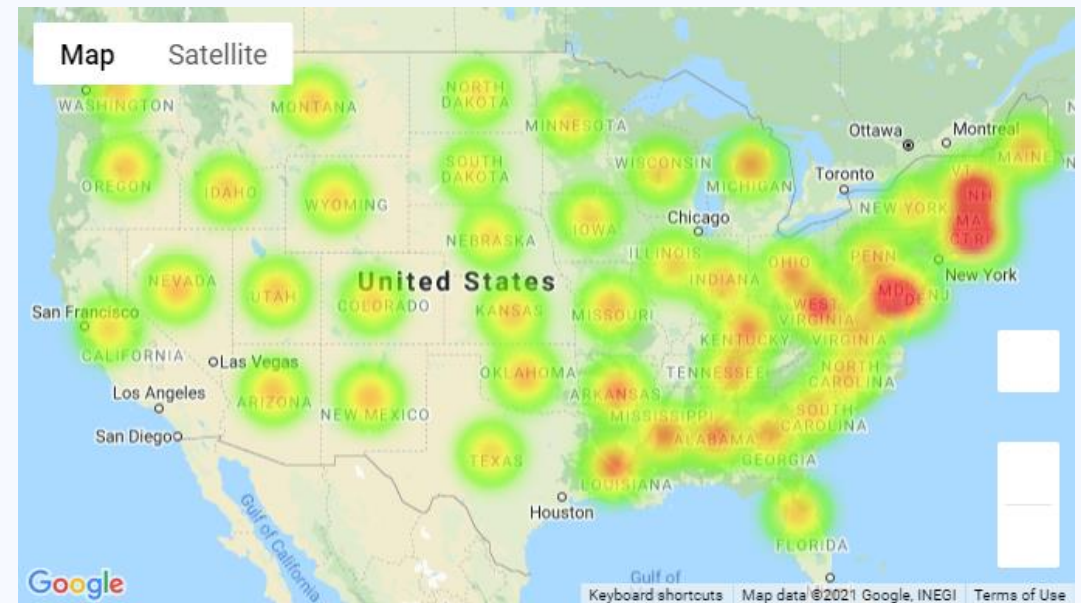 Map Satellite
WASHINGTON
MONTANA
NORTH
DAKOTA
MINNESOTA
Ottawa
Montreal
MAINE
OREGON
IDAHO
WYOMING
SOUTH
DAKOTA
WISCONSIN
MICHIGAN
Toronto
VT
NH
NEW YORK
MA
CT RI
IOWA
Chicago
NEBRASKA
ILLINOIS
INDIANA
OHIO
PENN
New York
NEVADA
UTAH
United States
COLORADO
KANSAS
MISSOURI
WEST
VIRGINIA
MD
DE
NJ
San Francisco
CALIFORNIA
KENTUCKY
VIRGINIA
Las Vegas
Los Angeles
ARIZONA
NEW MEXICO
OKLAHOMA
ARKANSAS
TENNESSEE
NORTH
CAROLINA
San Diego
MISSISSIPPI
ALABAMA
SOUTH
CAROLINA
GEORGIA
TEXAS
LOUISIANA
Houston
FLORIDA
Gulf of California
Gulf of
Google
Keyboard shortcuts Map data ©2021 Google, INEGI Terms of Use